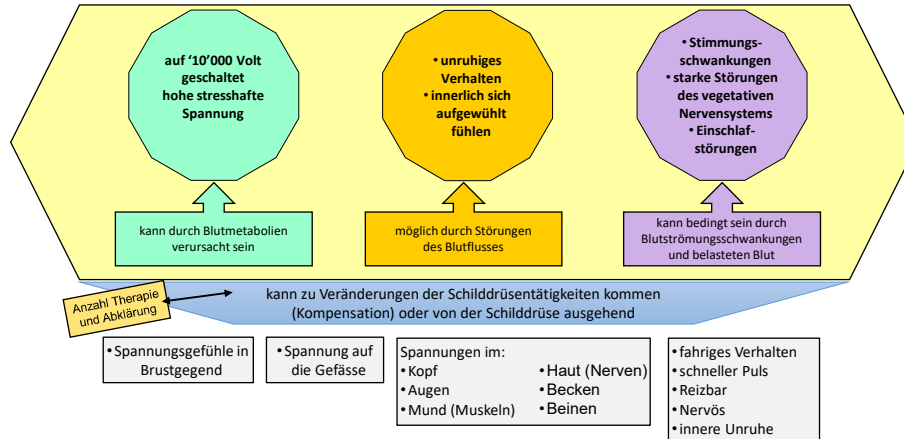 auf ‘10’000 Volt
geschaltet
hohe stresshafte
Spannung
• unruhiges
Verhalten
• innerlich sich
aufgewühlt
fühlen
• Stimmungs-
schwankungen
• starke Störungen
des vegetativen
Nervensystems
• Einschlaf-
störungen
kann durch Blutmetabolien
verursacht sein
möglich durch Störungen
des Blutflusses
kann bedingt sein durch
Blutströmungsschwankungen
und belasteten Blut
Anzahl Therapie
und Abklärung
kann zu Veränderungen der Schilddrüsentätigkeiten kommen
(Kompensation) oder von der Schilddrüse ausgehend
• Spannungsgefühle in
Brustgegend
• Spannung auf
die Gefässe
Spannungen im:
• Kopf
• Augen
• Mund (Muskeln)
• Haut (Nerven)
• Becken
• Beinen
• fahriges Verhalten
• schneller Puls
• Reizbar
• Nervös
• innere Unruhe